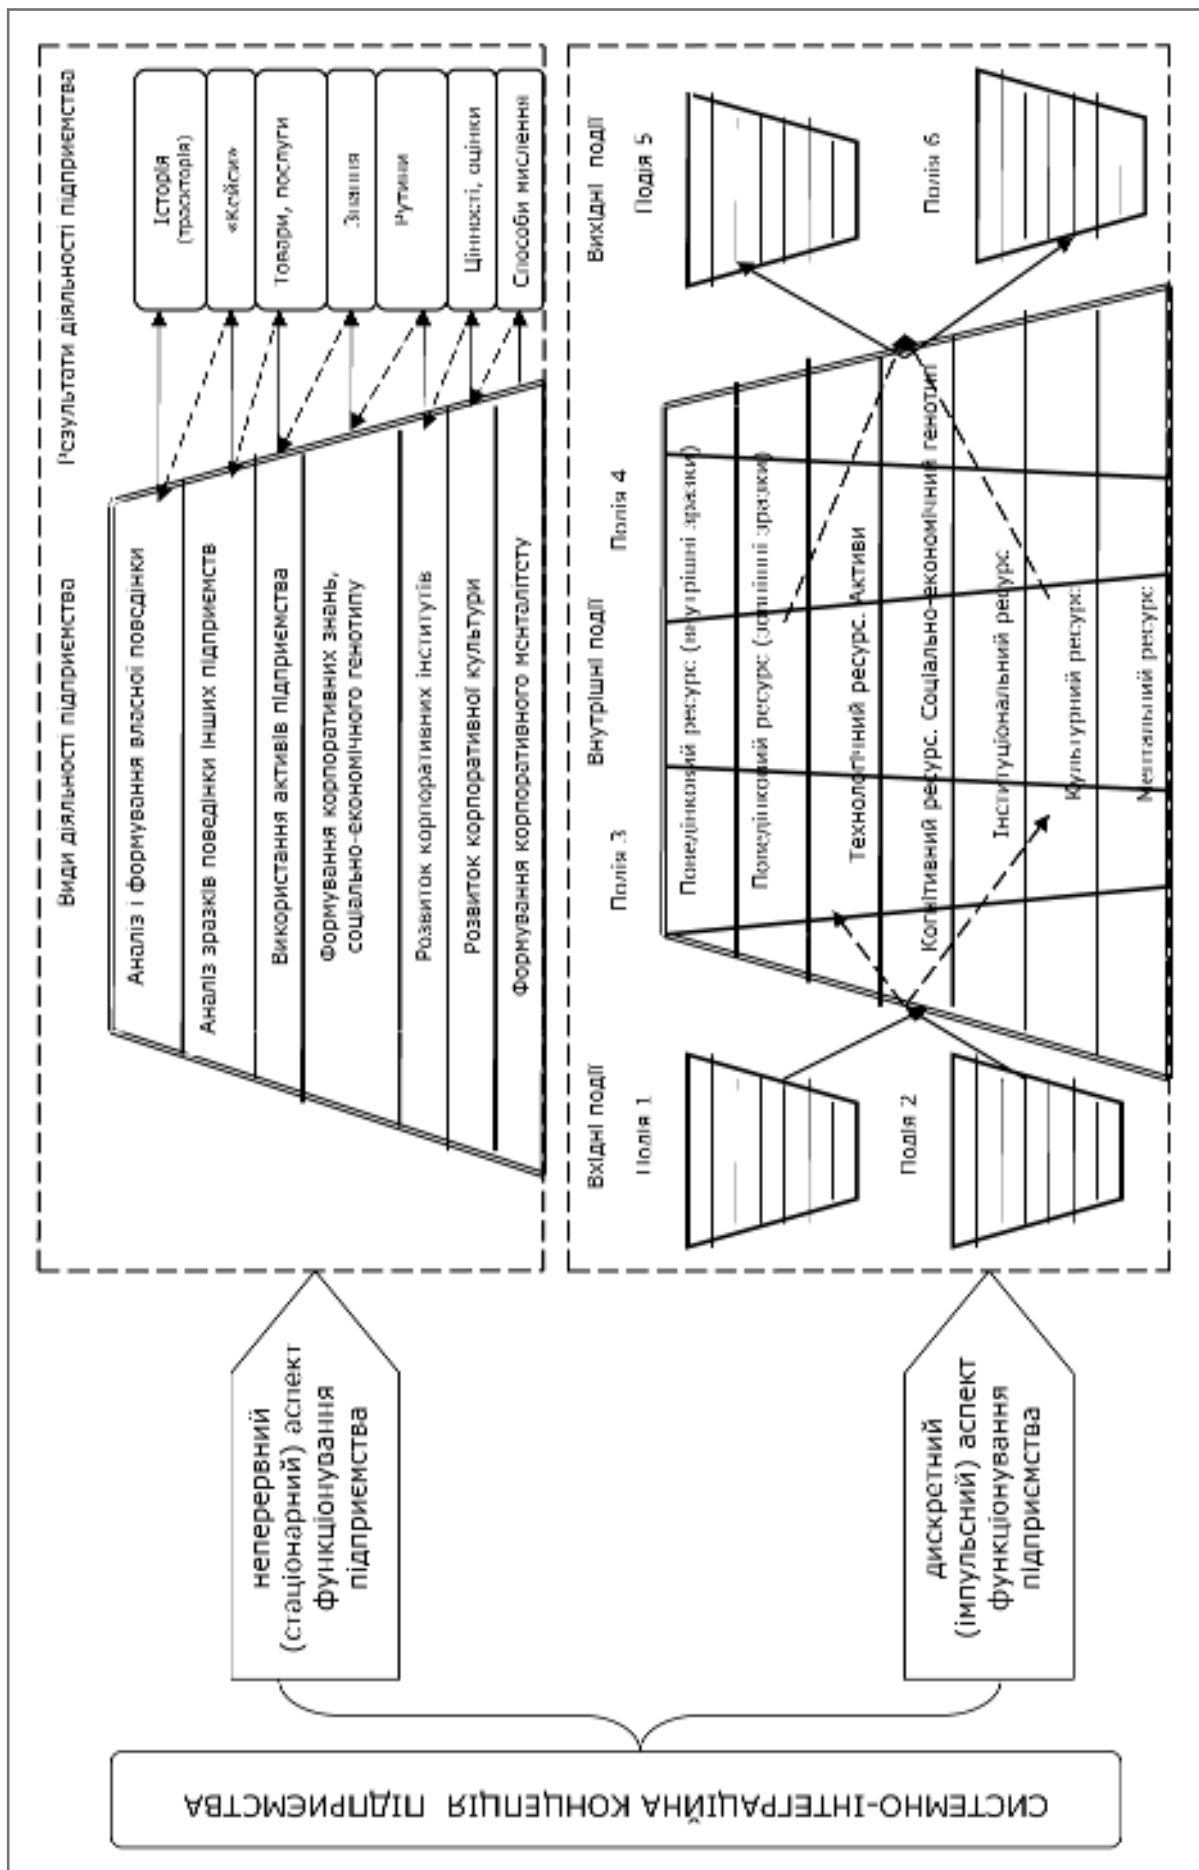 СИСТЕМНО-ІНТЕГРАЦІЙНА КОНЦЕПЦІЯ ПІДПРИЄМСТВА
неперервний
(стаціонарний) аспект
функціонування
підприємства
Види діяльності підприємства
Результати діяльності підприємства
Аналіз і формування власної поведінки
Аналіз зразків поведінки інших підприємств
Використання активів підприємства
Формування корпоративних знань,
соціально-економічного генотипу
Розвиток корпоративних інститутів
Розвиток корпоративної культури
Формування корпоративного менталітету
Історія
(траєкторія)
«Кейси»
Товари, послуги
Знання
Рутини
Цінності, оцінки
Способи мислення
дискретний
(імпульсний) аспект
функціонування
підприємства
Вхідні події
Внутрішні події
Вихідні події
Подія 1
Подія 2
Подія 3
Подія 4
Подія 5
Подія 6
Поведінковий ресурс (внутрішні зразки)
Поведінковий ресурс (зовнішні зразки)
Технологічний ресурс. Активи
Когнітивний ресурс. Соціально-економічний генотип
Інституціональний ресурс
Культурний ресурс
Ментальний ресурс